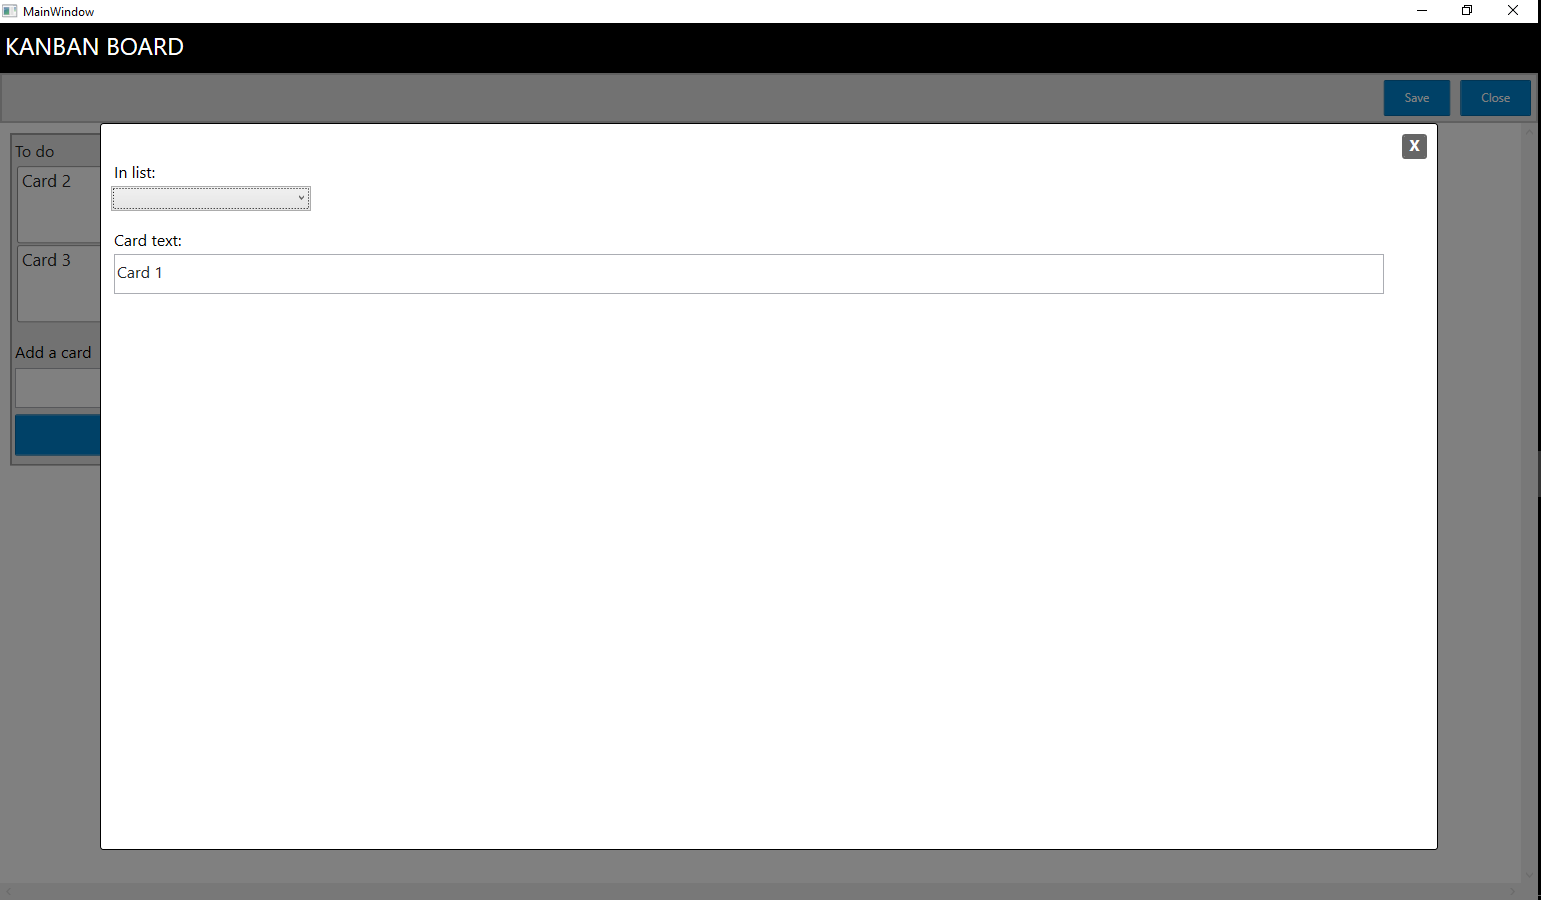 MainWindow
KANBAN BOARD
Save
Close
To do
Card 2
Card 3
Add a card
X
In list:
Card text:
Card 1